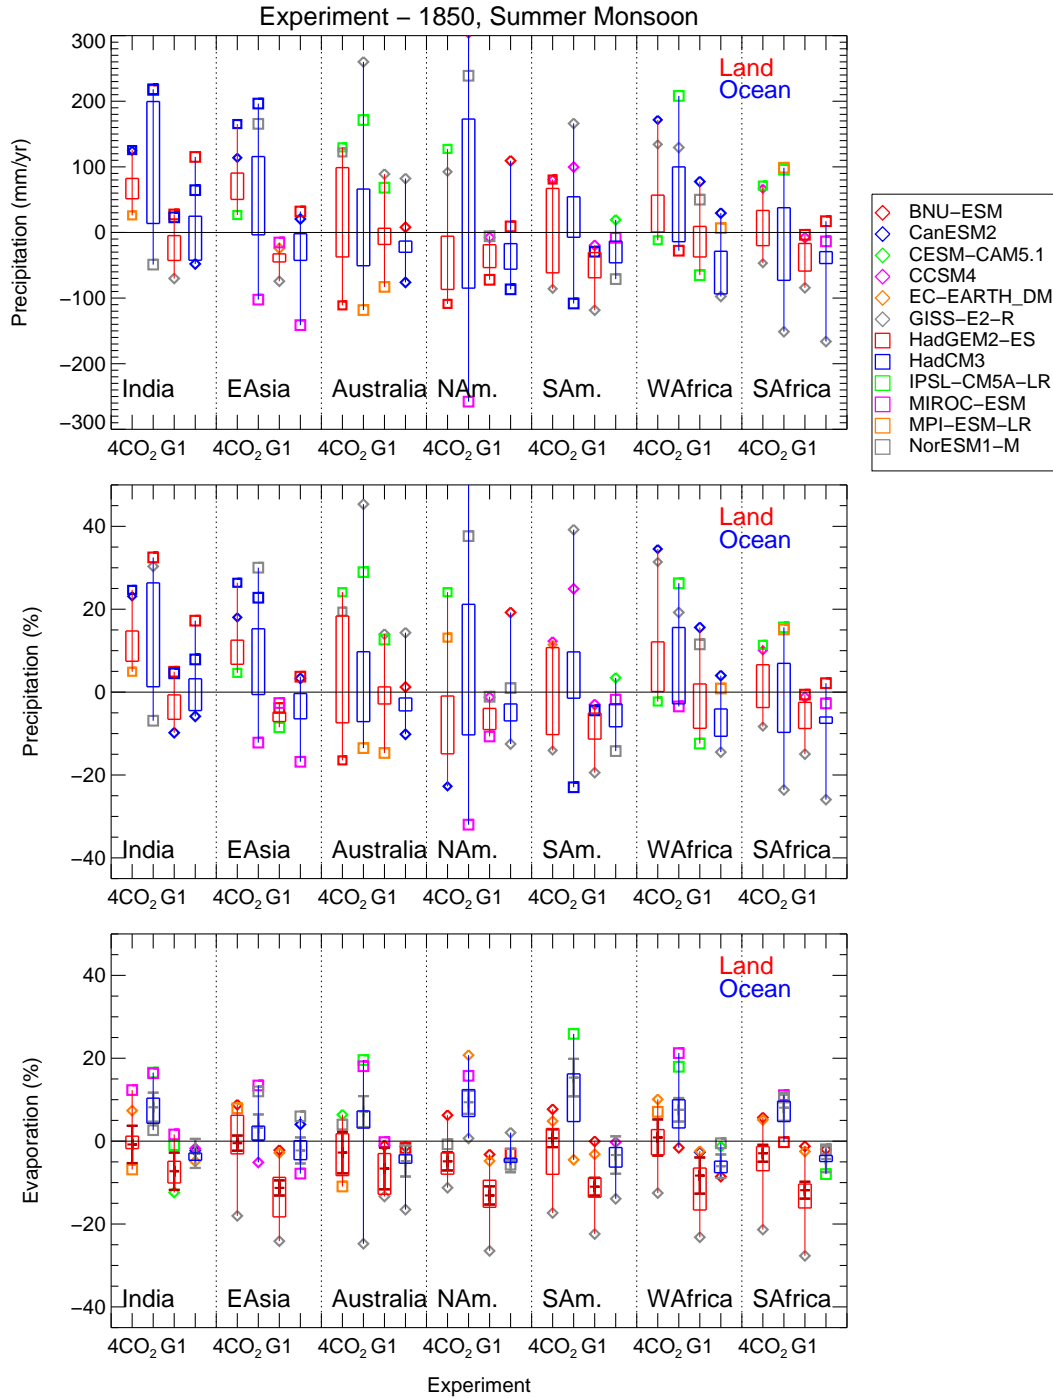 Experiment − 1850, Summer Monsoon
Precipitation (mm/yr)
300
200
100
0
−100
−200
−300
Land
Ocean
India EAsia Australia NAm. SAm. WAfrica SAfrica
4CO2 G1 4CO2 G1 4CO2 G1 4CO2 G1 4CO2 G1 4CO2 G1 4CO2 G1
BNU−ESM
CanESM2
CESM−CAM5.1
CCSM4
EC−EARTH_DM
GISS−E2−R
HadGEM2−ES
HadCM3
IPSL−CM5A−LR
MIROC−ESM
MPI−ESM−LR
NorESM1−M
Precipitation (%)
40
20
0
−20
−40
Land
Ocean
India EAsia Australia NAm. SAm. WAfrica SAfrica
4CO2 G1 4CO2 G1 4CO2 G1 4CO2 G1 4CO2 G1 4CO2 G1 4CO2 G1
Evaporation (%)
40
20
0
−20
−40
Land
Ocean
India EAsia Australia NAm. SAm. WAfrica SAfrica
4CO2 G1 4CO2 G1 4CO2 G1 4CO2 G1 4CO2 G1 4CO2 G1 4CO2 G1
Experiment